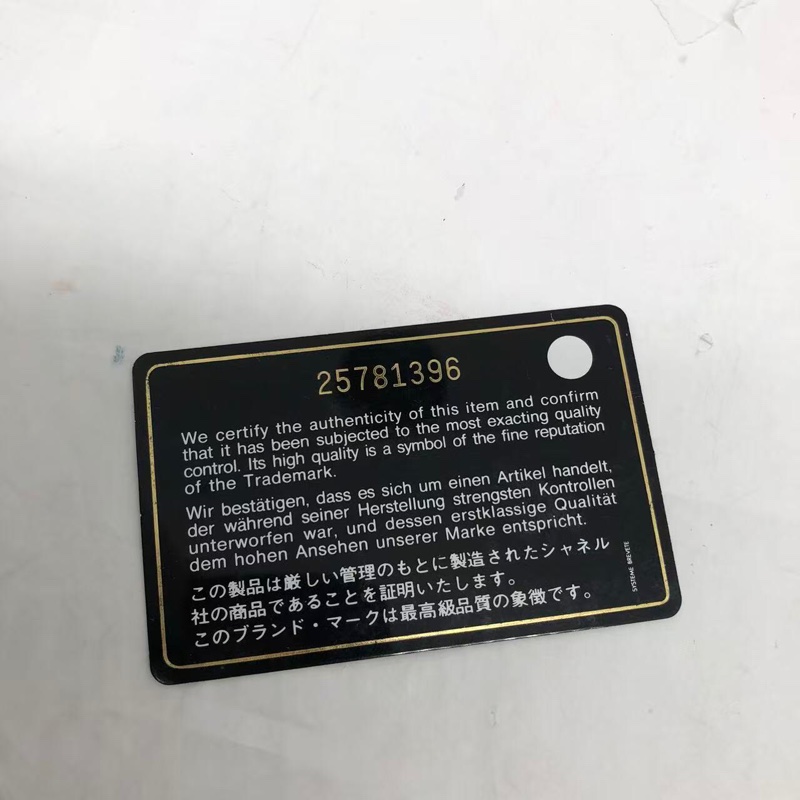 25781396
We certify the authenticity of this item and confirm
that it has been subjected to the most exacting quality
control. Its high quality is a symbol of the fine reputation
of the Trademark.
Wir bestätigen, dass es sich um einen Artikel handelt,
der während seiner Herstellung strengsten Kontrollen
unterworfen war, und dessen erstklassige Qualität
dem hohen Ansehen unserer Marke entspricht.
この製品は厳しい管理のもとに製造されたシャネル
社の商品であることを証明いたします。
このブランド・マークは最高級品質の象徴です。
SYSTEME BREVETE